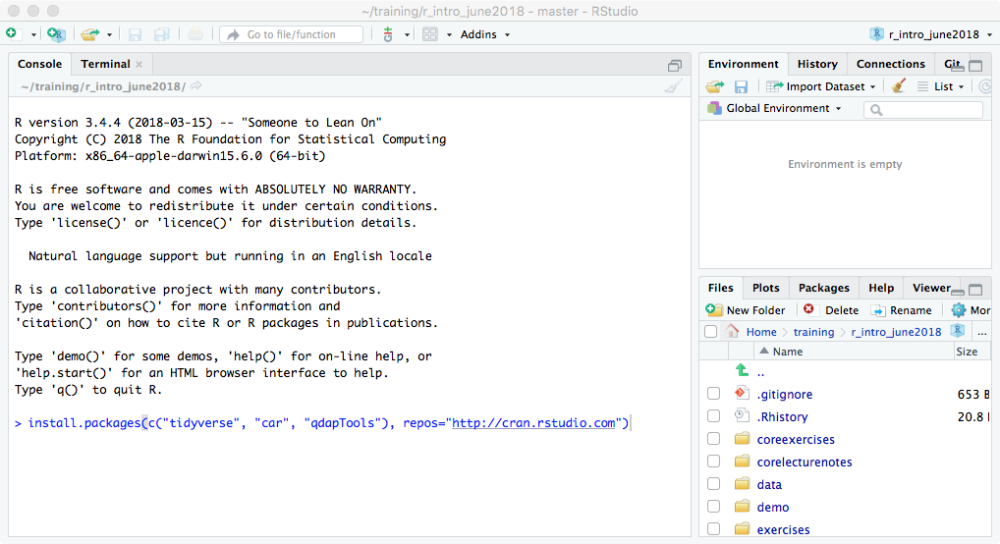 ~/training/r_intro_june2018 - master - RStudio
Go to file/function
Addins
r_intro_june2018
Console
Terminal
~/training/r_intro_june2018/
R version 3.4.4 (2018-03-15) -- "Someone to Lean On"
Copyright (C) 2018 The R Foundation for Statistical Computing
Platform: x86_64-apple-darwin15.6.0 (64-bit)
R is free software and comes with ABSOLUTELY NO WARRANTY.
You are welcome to redistribute it under certain conditions.
Type 'license()' or 'licence()' for distribution details.
Natural language support but running in an English locale
R is a collaborative project with many contributors.
Type 'contributors()' for more information and
'citation()' on how to cite R or R packages in publications.
Type 'demo()' for some demos, 'help()' for on-line help, or
'help.start()' for an HTML browser interface to help.
Type 'q()' to quit R.
> install.packages(c("tidyverse", "car", "qdapTools"), repos="http://cran.rstudio.com")
Environment History Connections Git
Import Dataset List
Global Environment
Environment is empty
Files Plots Packages Help Viewer
New Folder Delete Rename Mor
Home training r_intro_june2018 ...
Name Size
..
.gitignore 653 B
.Rhistory 20.8
coreexercises
corelecturenotes
data
demo
exercises